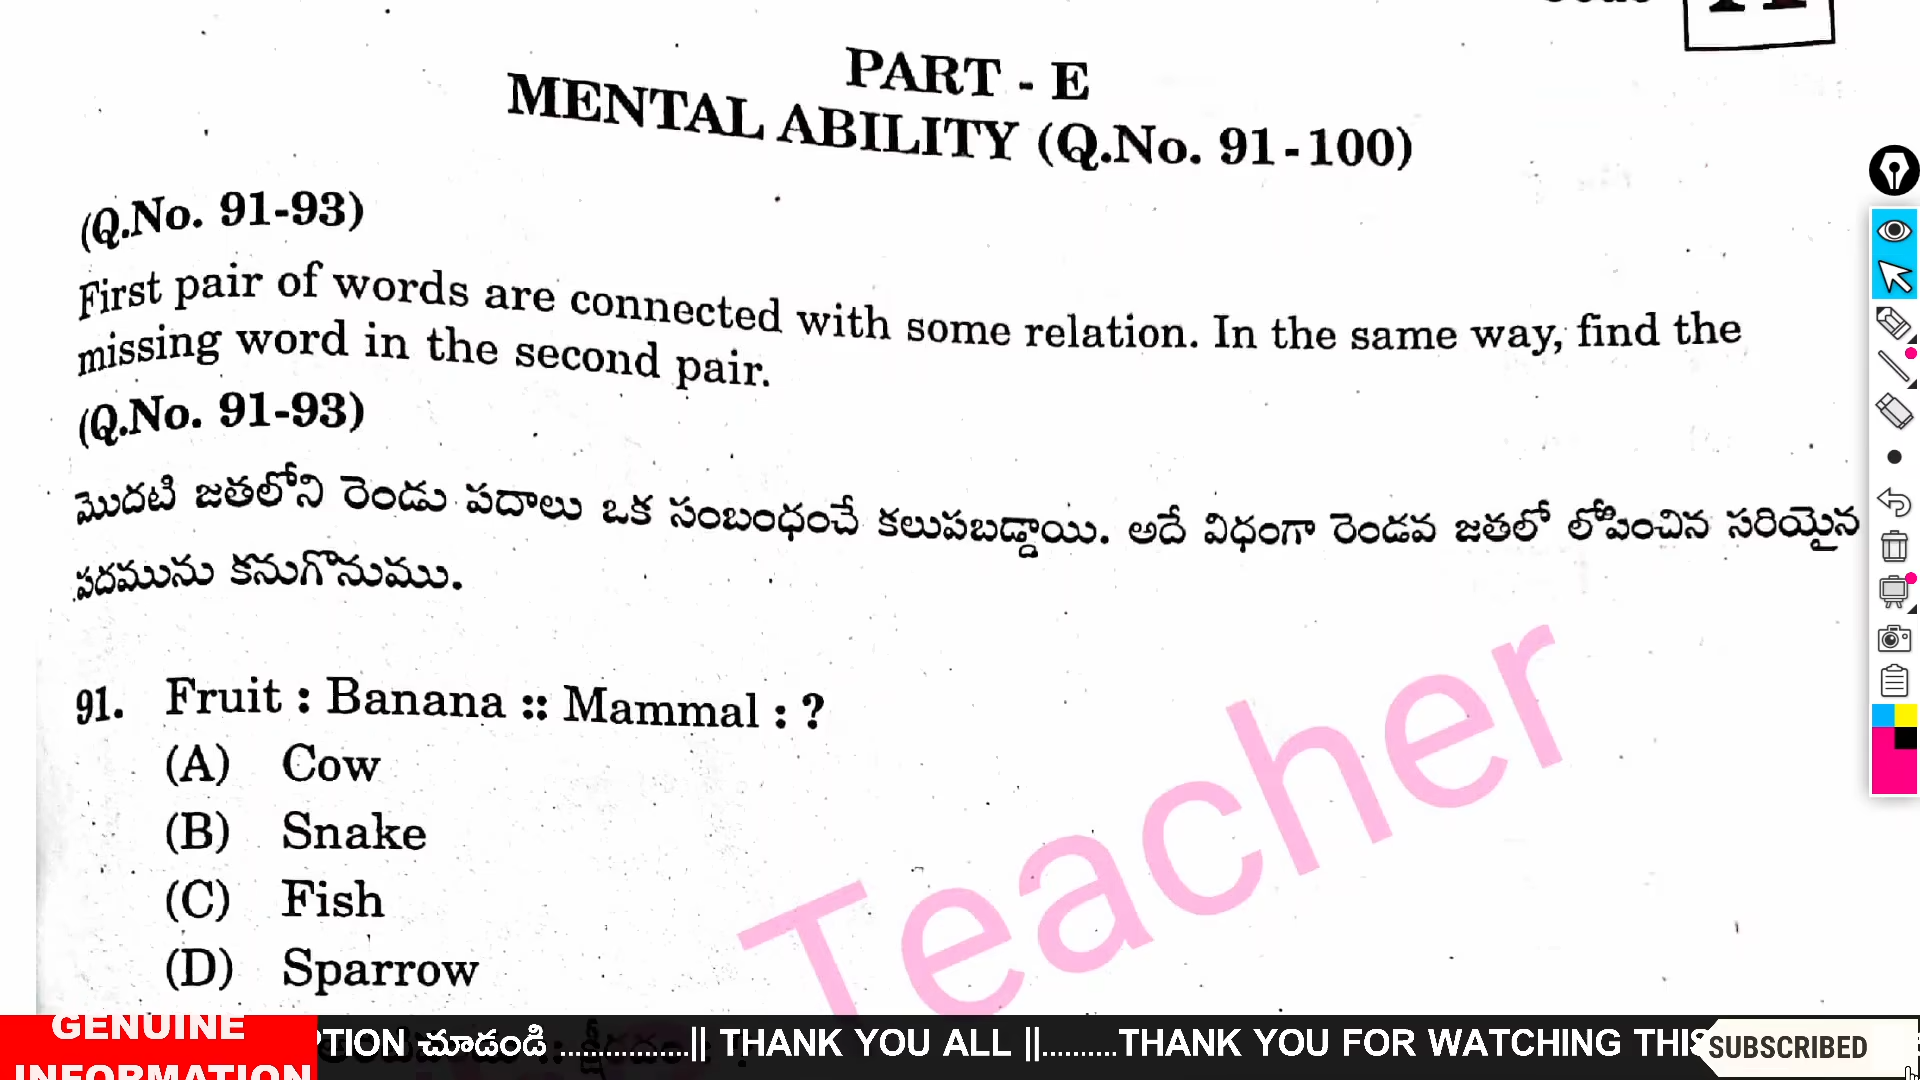 PART - E
MENTAL ABILITY (Q.No. 91-100)
(Q.No. 91-93)
First pair of words are connected with some relation. In the same way, find the
missing word in the second pair.
(Q.No. 91-93)
మొదటి జతలోని రెండు పదాలు ఒక సంబంధంచే కలుపబడ్డాయి. అదే విధంగా రెండవ జతలో లోపించిన సరియైన
పదమును కనుగొనుము.
91. Fruit : Banana :: Mammal : ?
(A) Cow
(B) Snake
(C) Fish
(D) Sparrow
Teacher
GENUINE
INFORMATION
PTION చూడండి ................|| THANK YOU ALL ||..........THANK YOU FOR WATCHING THIS
SUBSCRIBED